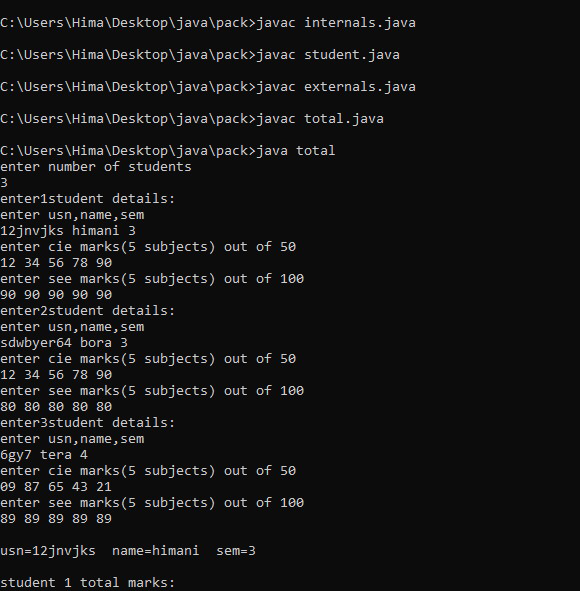 C:\Users\Hima\Desktop\java\pack>javac internals.java
C:\Users\Hima\Desktop\java\pack>javac student.java
C:\Users\Hima\Desktop\java\pack>javac externals.java
C:\Users\Hima\Desktop\java\pack>javac total.java
C:\Users\Hima\Desktop\java\pack>java total
enter number of students
3
enter1student details:
enter usn,name,sem
12jnvjks himani 3
enter cie marks(5 subjects) out of 50
12 34 56 78 90
enter see marks(5 subjects) out of 100
90 90 90 90 90
enter2student details:
enter usn,name,sem
sdwbyer64 bora 3
enter cie marks(5 subjects) out of 50
12 34 56 78 90
enter see marks(5 subjects) out of 100
80 80 80 80 80
enter3student details:
enter usn,name,sem
6gy7 tera 4
enter cie marks(5 subjects) out of 50
09 87 65 43 21
enter see marks(5 subjects) out of 100
89 89 89 89 89
usn=12jnvjks  name=himani  sem=3
student 1 total marks: